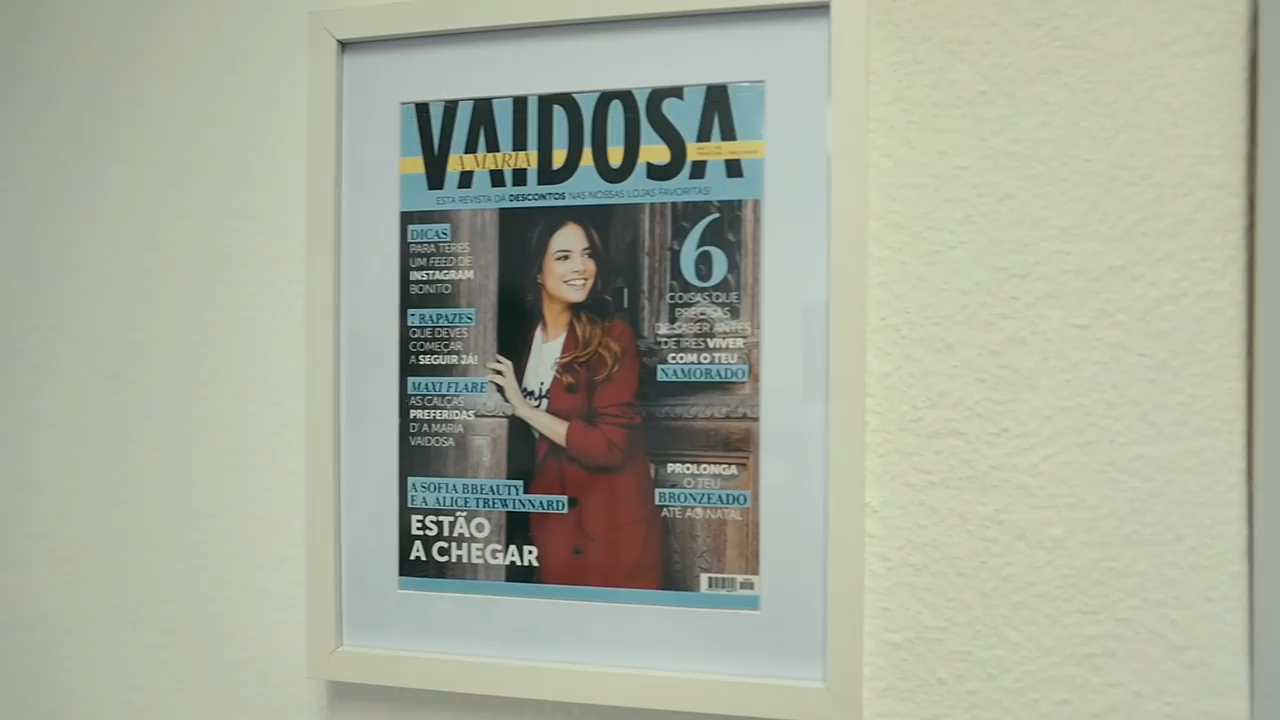 VAIDOSA
A MARIA
ESTA REVISTA DÁ DESCONTOS NAS NOSSAS LOJAS FAVORITAS!
DICAS
PARA TERES
UM FEED DE
INSTAGRAM
BONITO
7 RAPAZES
QUE DEVES
COMEÇAR
A SEGUIR JÁ!
MAXI FLARE
AS CALÇAS
PREFERIDAS
D' A MARIA
VAIDOSA
A SOFIA BBEAUTY
E A ALICE TREWINNARD
ESTÃO
A CHEGAR
6
COISAS QUE
PRECISAS
DE SABER ANTES
DE IRES VIVER
COM O TEU
NAMORADO
PROLONGA
O TEU
BRONZEADO
ATÉ AO NATAL